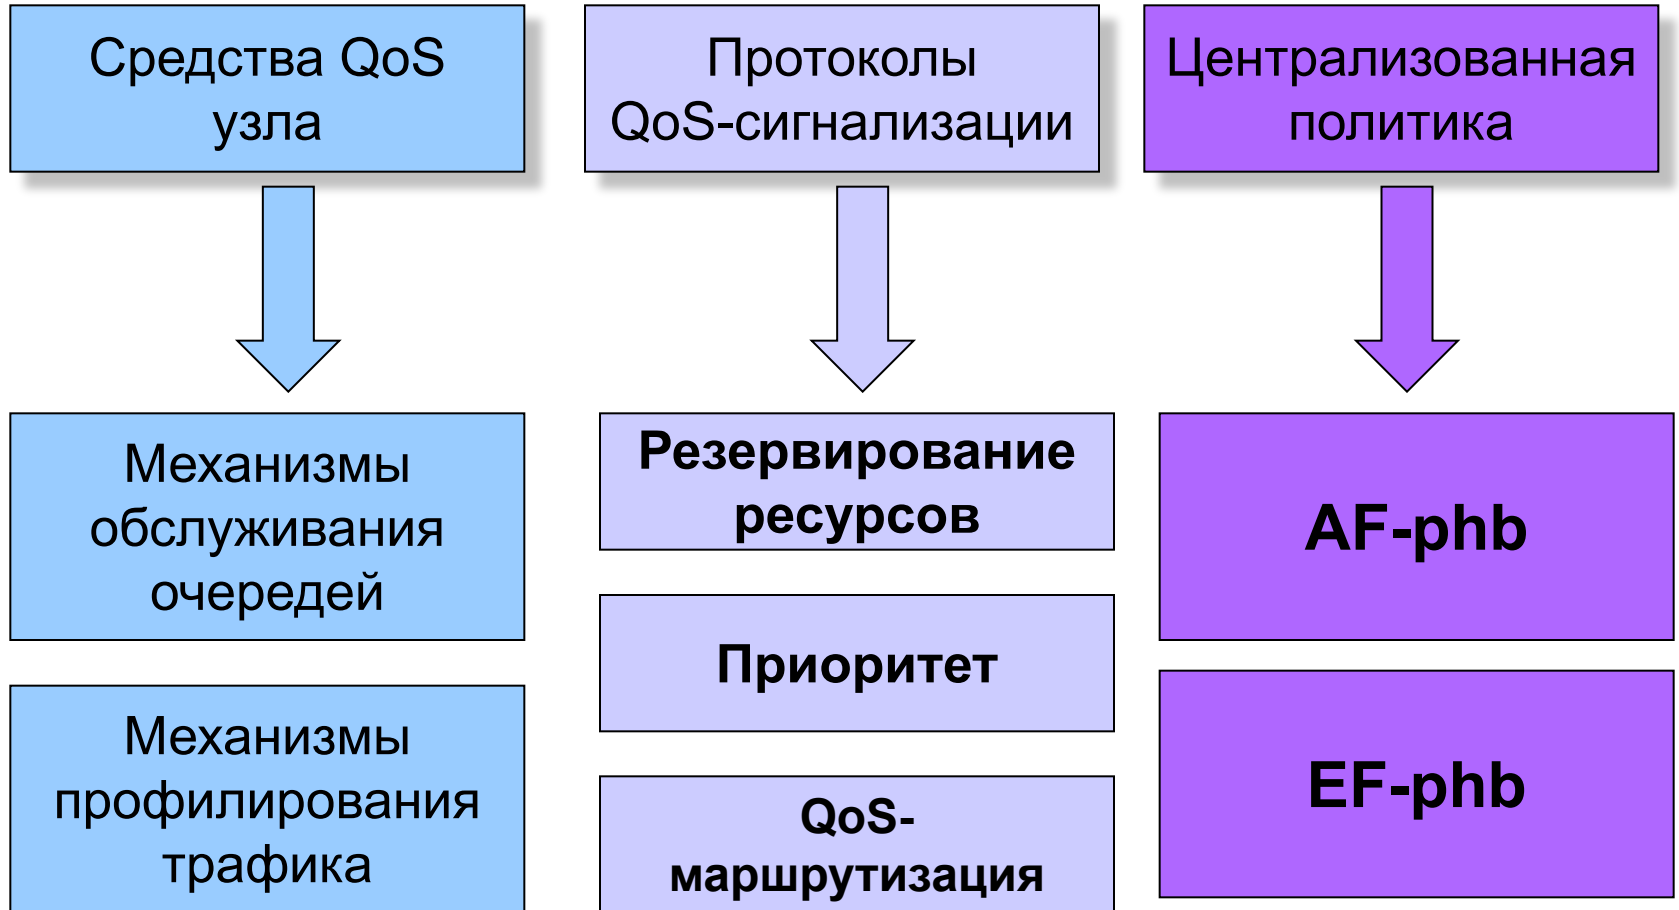 Средства QoS
узла
Протоколы
QoS-сигнализации
Централизованная
политика
Механизмы
обслуживания
очередей
Механизмы
профилирования
трафика
Резервирование
ресурсов
Приоритет
QoS-
маршрутизация
AF-phb
EF-phb